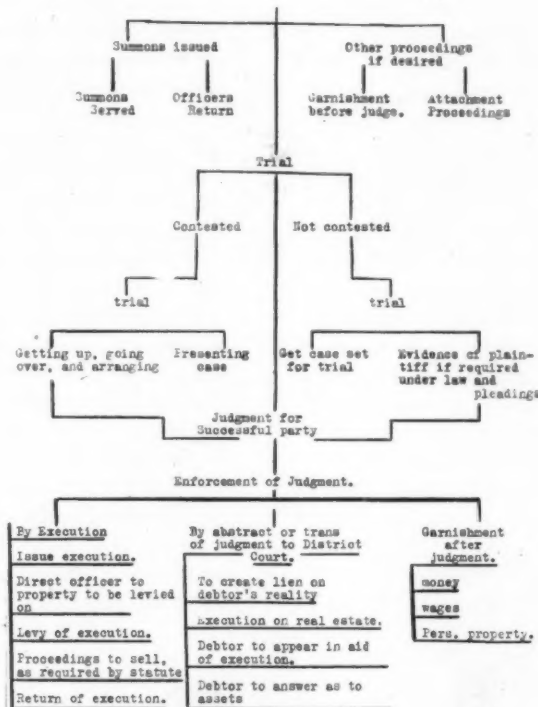 Summons issued
Other proceedings
if desired
Summons
Served
Officers
Return
Garnishment
before judge.
Attachment
Proceedings
Trial
Contested
Not contested
trial
trial
Getting up, going
over, and arranging
Presenting
case
Get case set
for trial
Evidence of plain-
tiff if required
under law and
pleadings
Judgment for
Successful party
Enforcement of Judgment.
By Execution
Issue execution.
Direct officer to
property to be levied
on
Levy of execution.
Proceedings to sell,
as required by statute
Return of execution.
By abstract or trans
of judgment to District
Court.
To create lien on
debtor's reality
Execution on real estate.
Debtor to appear in aid
of execution.
Debtor to answer as to
assets
Garnishment
after
judgment.
money
wages
Pers. property.